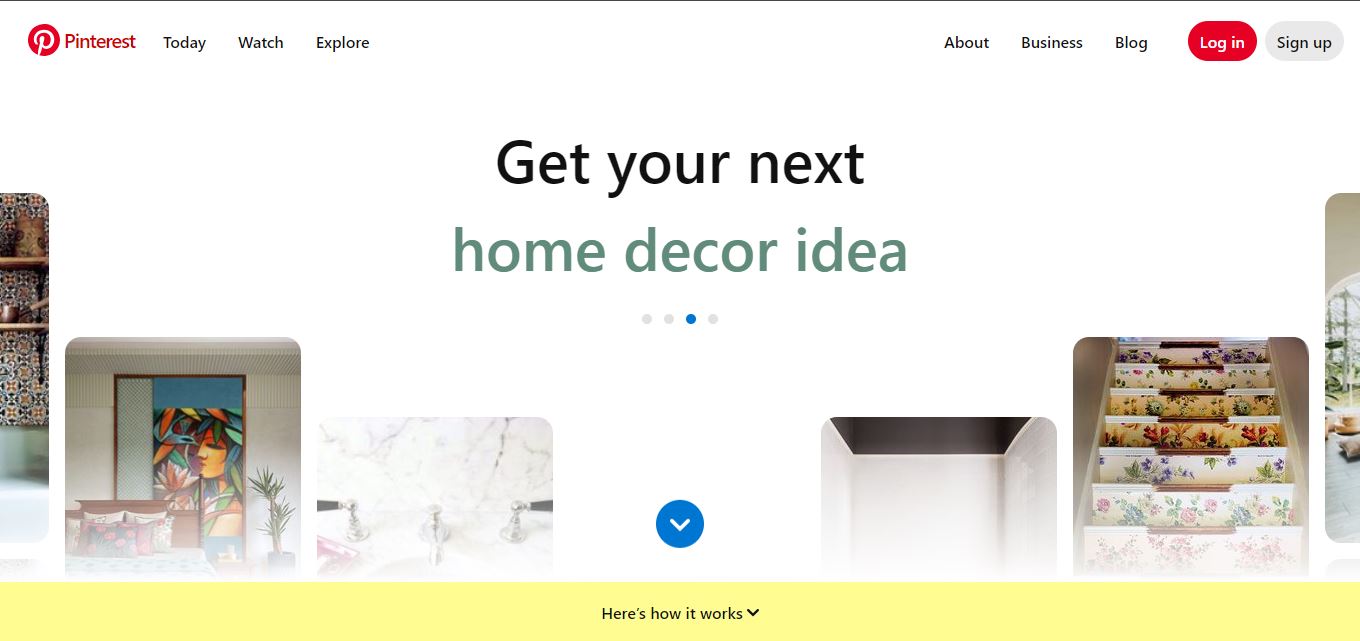 Pinterest Today Watch Explore About Business Blog Log in Sign up
Get your next
home decor idea
Here's how it works